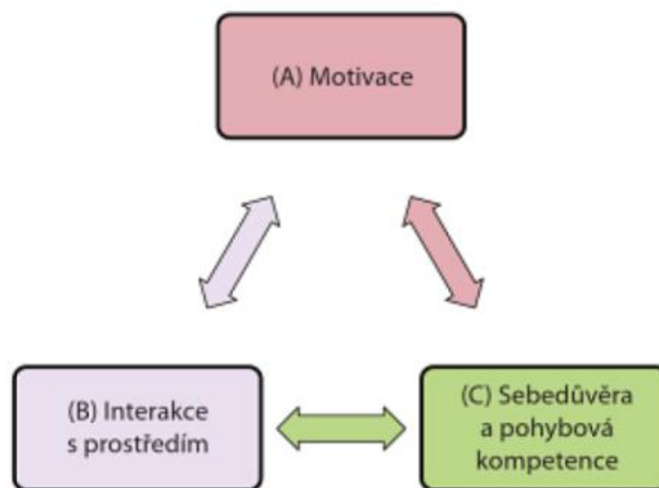 (A) Motivace
(B) Interakce
s prostředím
(C) Sebedůvěra
a pohybová
kompetence